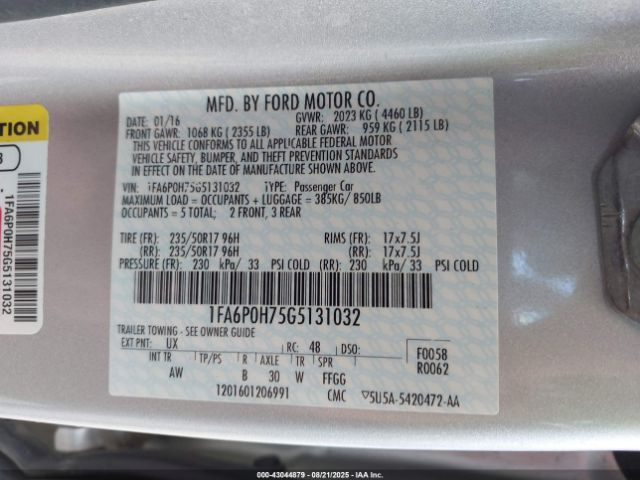 MFD. BY FORD MOTOR CO.
DATE: 01/16 GVWR: 2023 KG ( 4460 LB)
FRONT GAWR: 1068 KG ( 2355 LB) REAR GAWR: 959 KG ( 2115 LB)
THIS VEHICLE CONFORMS TO ALL APPLICABLE FEDERAL MOTOR
VEHICLE SAFETY, BUMPER, AND THEFT PREVENTION STANDARDS
IN EFFECT ON THE DATE OF MANUFACTURE SHOWN ABOVE.
VIN: 1FA6P0H75G5131032 TYPE: Passenger Car
MAXIMUM LOAD = OCCUPANTS + LUGGAGE = 385KG/ 850LB
OCCUPANTS = 5 TOTAL; 2 FRONT, 3 REAR
TIRE (FR): 235/50R17 96H RIMS (FR): 17x7.5J
(RR): 235/50R17 96H (RR): 17x7.5J
PRESSURE (FR): 230 kPa/ 33 PSI COLD (RR): 230 kPa/33 PSI COLD
1FA6P0H75G5131032
TRAILER TOWING - SEE OWNER GUIDE
EXT PNT: UX RC: 48 DSO: F0058
INT TR TP/PS R AXLE TR SPR R0062
AW B 30 W FFGG
1201601206991 CMC 5U5A-5420472-AA
TION
1FA6P0H75G5131032
000-43044879 - 08/21/2025 - Copyright IAA, Inc.